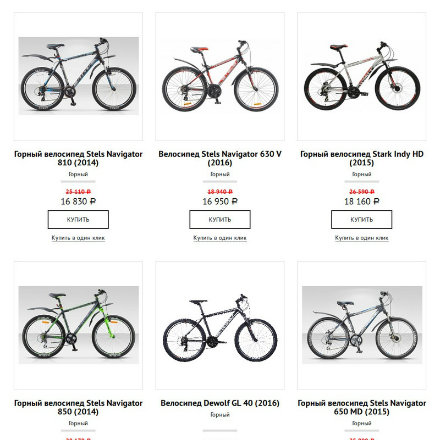 Горный велосипед Stels Navigator
810 (2014)
Горный
25 110 ₽
16 830 ₽
КУПИТЬ
Купить в один клик
Велосипед Stels Navigator 630 V
(2016)
Горный
18 940 ₽
16 950 ₽
КУПИТЬ
Купить в один клик
Горный велосипед Stark Indy HD
(2015)
Горный
26 590 ₽
18 160 ₽
КУПИТЬ
Купить в один клик
Горный велосипед Stels Navigator
850 (2014)
Горный
Велосипед Dewolf GL 40 (2016)
Горный
Горный велосипед Stels Navigator
650 MD (2015)
Горный